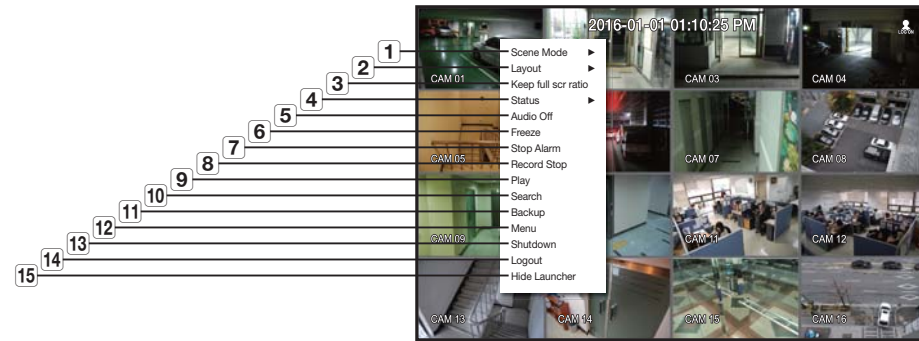 2016-01-01 01:10:25 PM
LOG ON
1 Scene Mode ▶
2 Layout ▶
3 Keep full scr ratio
4 Status ▶
5 Audio Off
6 Freeze
7 Stop Alarm
8 Record Stop
9 Play
10 Search
11 Backup
12 Menu
13 Shutdown
14 Logout
15 Hide Launcher
CAM 01
CAM 03
CAM 04
CAM 05
CAM 07
CAM 08
CAM 09
CAM 11
CAM 12
CAM 13
CAM 14
CAM 15
CAM 16